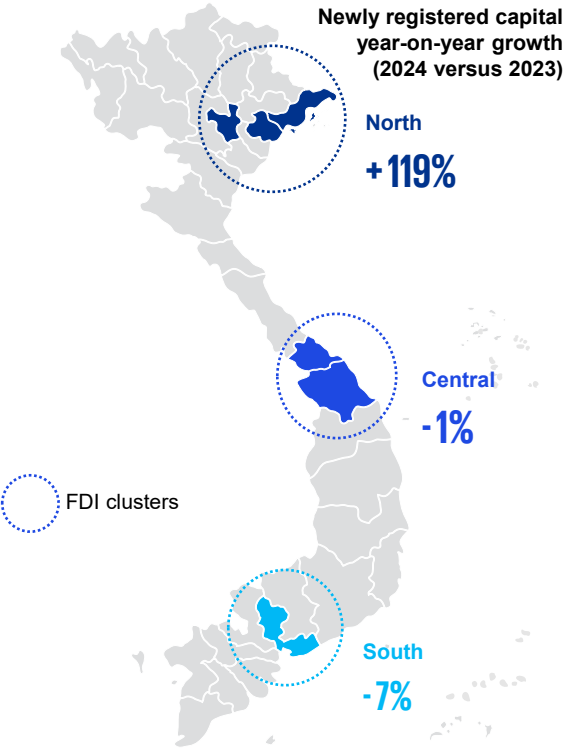 Newly registered capital
year-on-year growth
(2024 versus 2023)
North
+119%
Central
-1%
FDI clusters
South
-7%